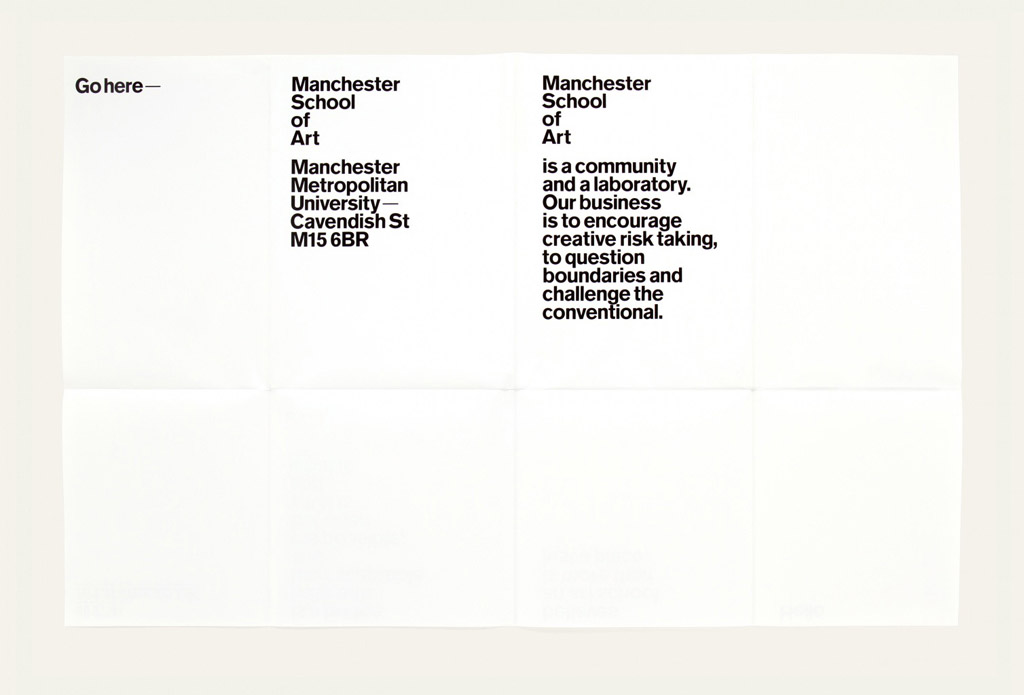 Go here—
Manchester
School
of
Art
Manchester
Metropolitan
University—
Cavendish St
M15 6BR
Manchester
School
of
Art
is a community
and a laboratory.
Our business
is to encourage
creative risk taking,
to question
boundaries and
challenge the
conventional.